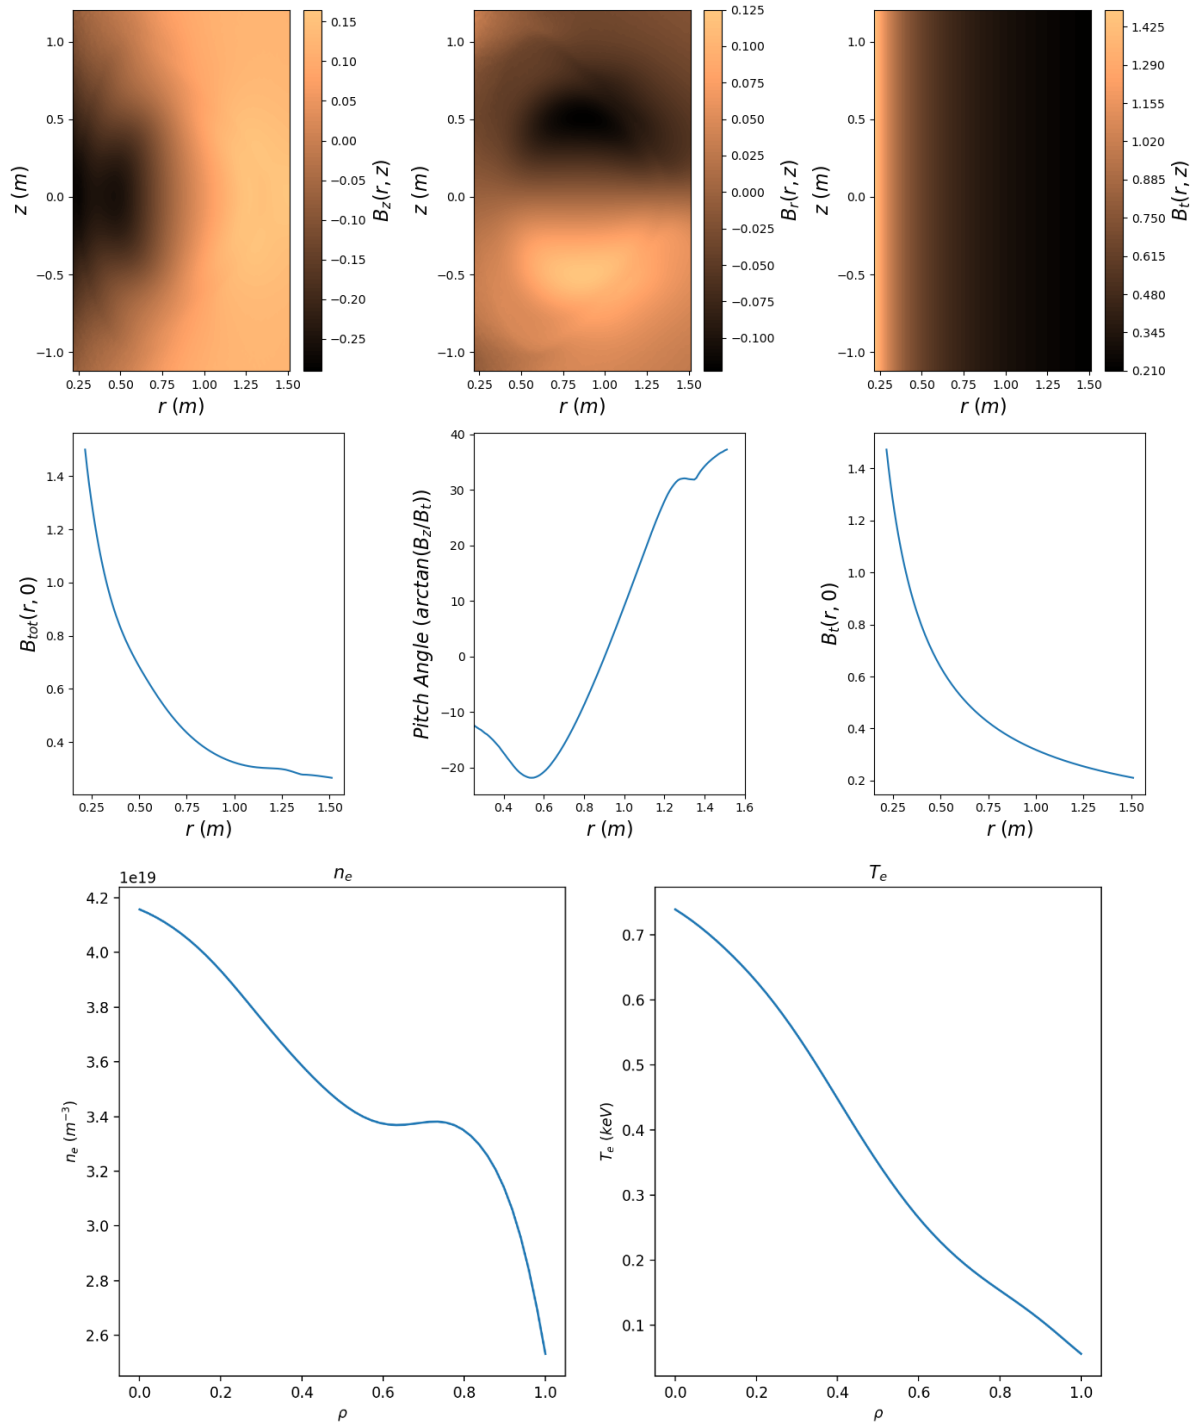 1.0
0.5
0.0
−0.5
−1.0
z (m)
0.25 0.50 0.75 1.00 1.25 1.50
r (m)
0.15
0.10
0.05
0.00
−0.05
−0.10
−0.15
−0.20
−0.25
B_z(r, z)
1.0
0.5
0.0
−0.5
−1.0
z (m)
0.25 0.50 0.75 1.00 1.25 1.50
r (m)
0.125
0.100
0.075
0.050
0.025
0.000
−0.025
−0.050
−0.075
−0.100
B_r(r, z)
1.0
0.5
0.0
−0.5
−1.0
z (m)
0.25 0.50 0.75 1.00 1.25 1.50
r (m)
1.425
1.290
1.155
1.020
0.885
0.750
0.615
0.480
0.345
0.210
B_t(r, z)
1.4
1.2
1.0
0.8
0.6
0.4
B_tot(r, 0)
0.25 0.50 0.75 1.00 1.25 1.50
r (m)
40
30
20
10
0
−10
−20
Pitch Angle (arctan(B_z/B_t))
0.4 0.6 0.8 1.0 1.2 1.4 1.6
r (m)
1.4
1.2
1.0
0.8
0.6
0.4
0.2
B_t(r, 0)
0.25 0.50 0.75 1.00 1.25 1.50
r (m)
n_e
1e19
4.2
4.0
3.8
3.6
3.4
3.2
3.0
2.8
2.6
n_e (m⁻³)
0.0 0.2 0.4 0.6 0.8 1.0
ρ
T_e
0.7
0.6
0.5
0.4
0.3
0.2
0.1
T_e (keV)
0.0 0.2 0.4 0.6 0.8 1.0
ρ